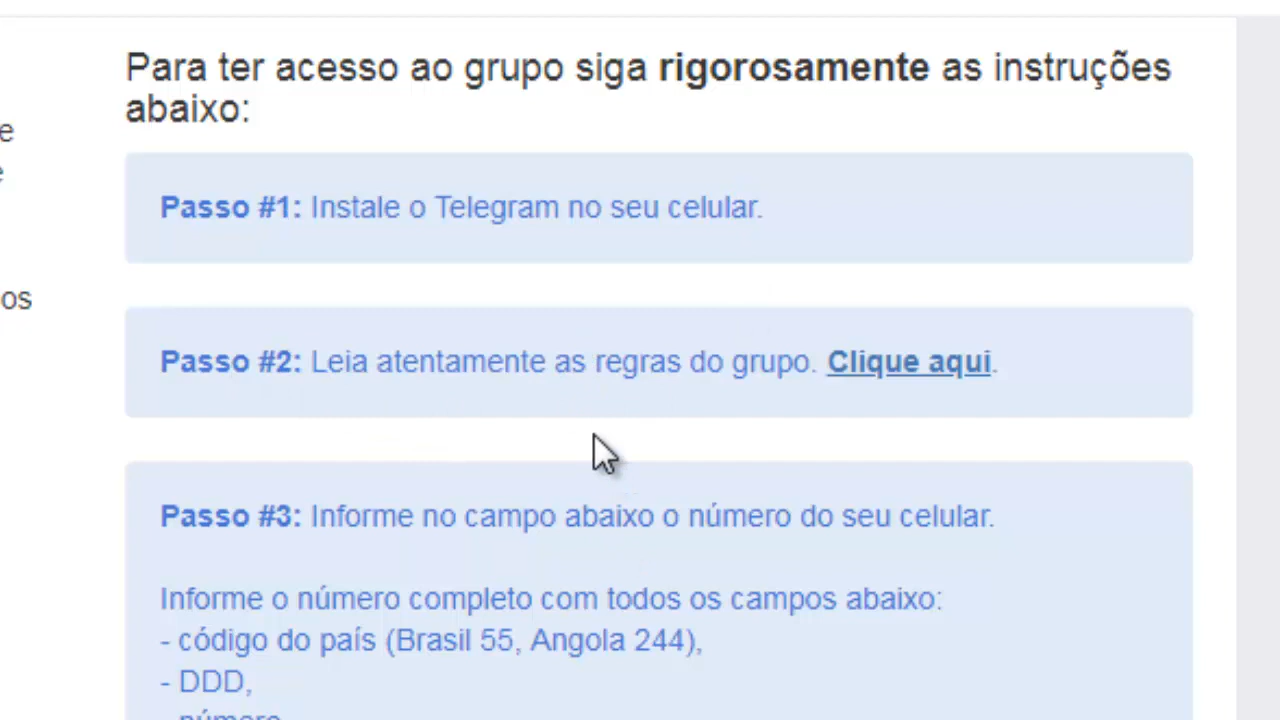 Para ter acesso ao grupo siga rigorosamente as instruções
abaixo:
e
e
Passo #1: Instale o Telegram no seu celular.
os
Passo #2: Leia atentamente as regras do grupo. Clique aqui.
Passo #3: Informe no campo abaixo o número do seu celular.
Informe o número completo com todos os campos abaixo:
- código do país (Brasil 55, Angola 244),
- DDD,
- número